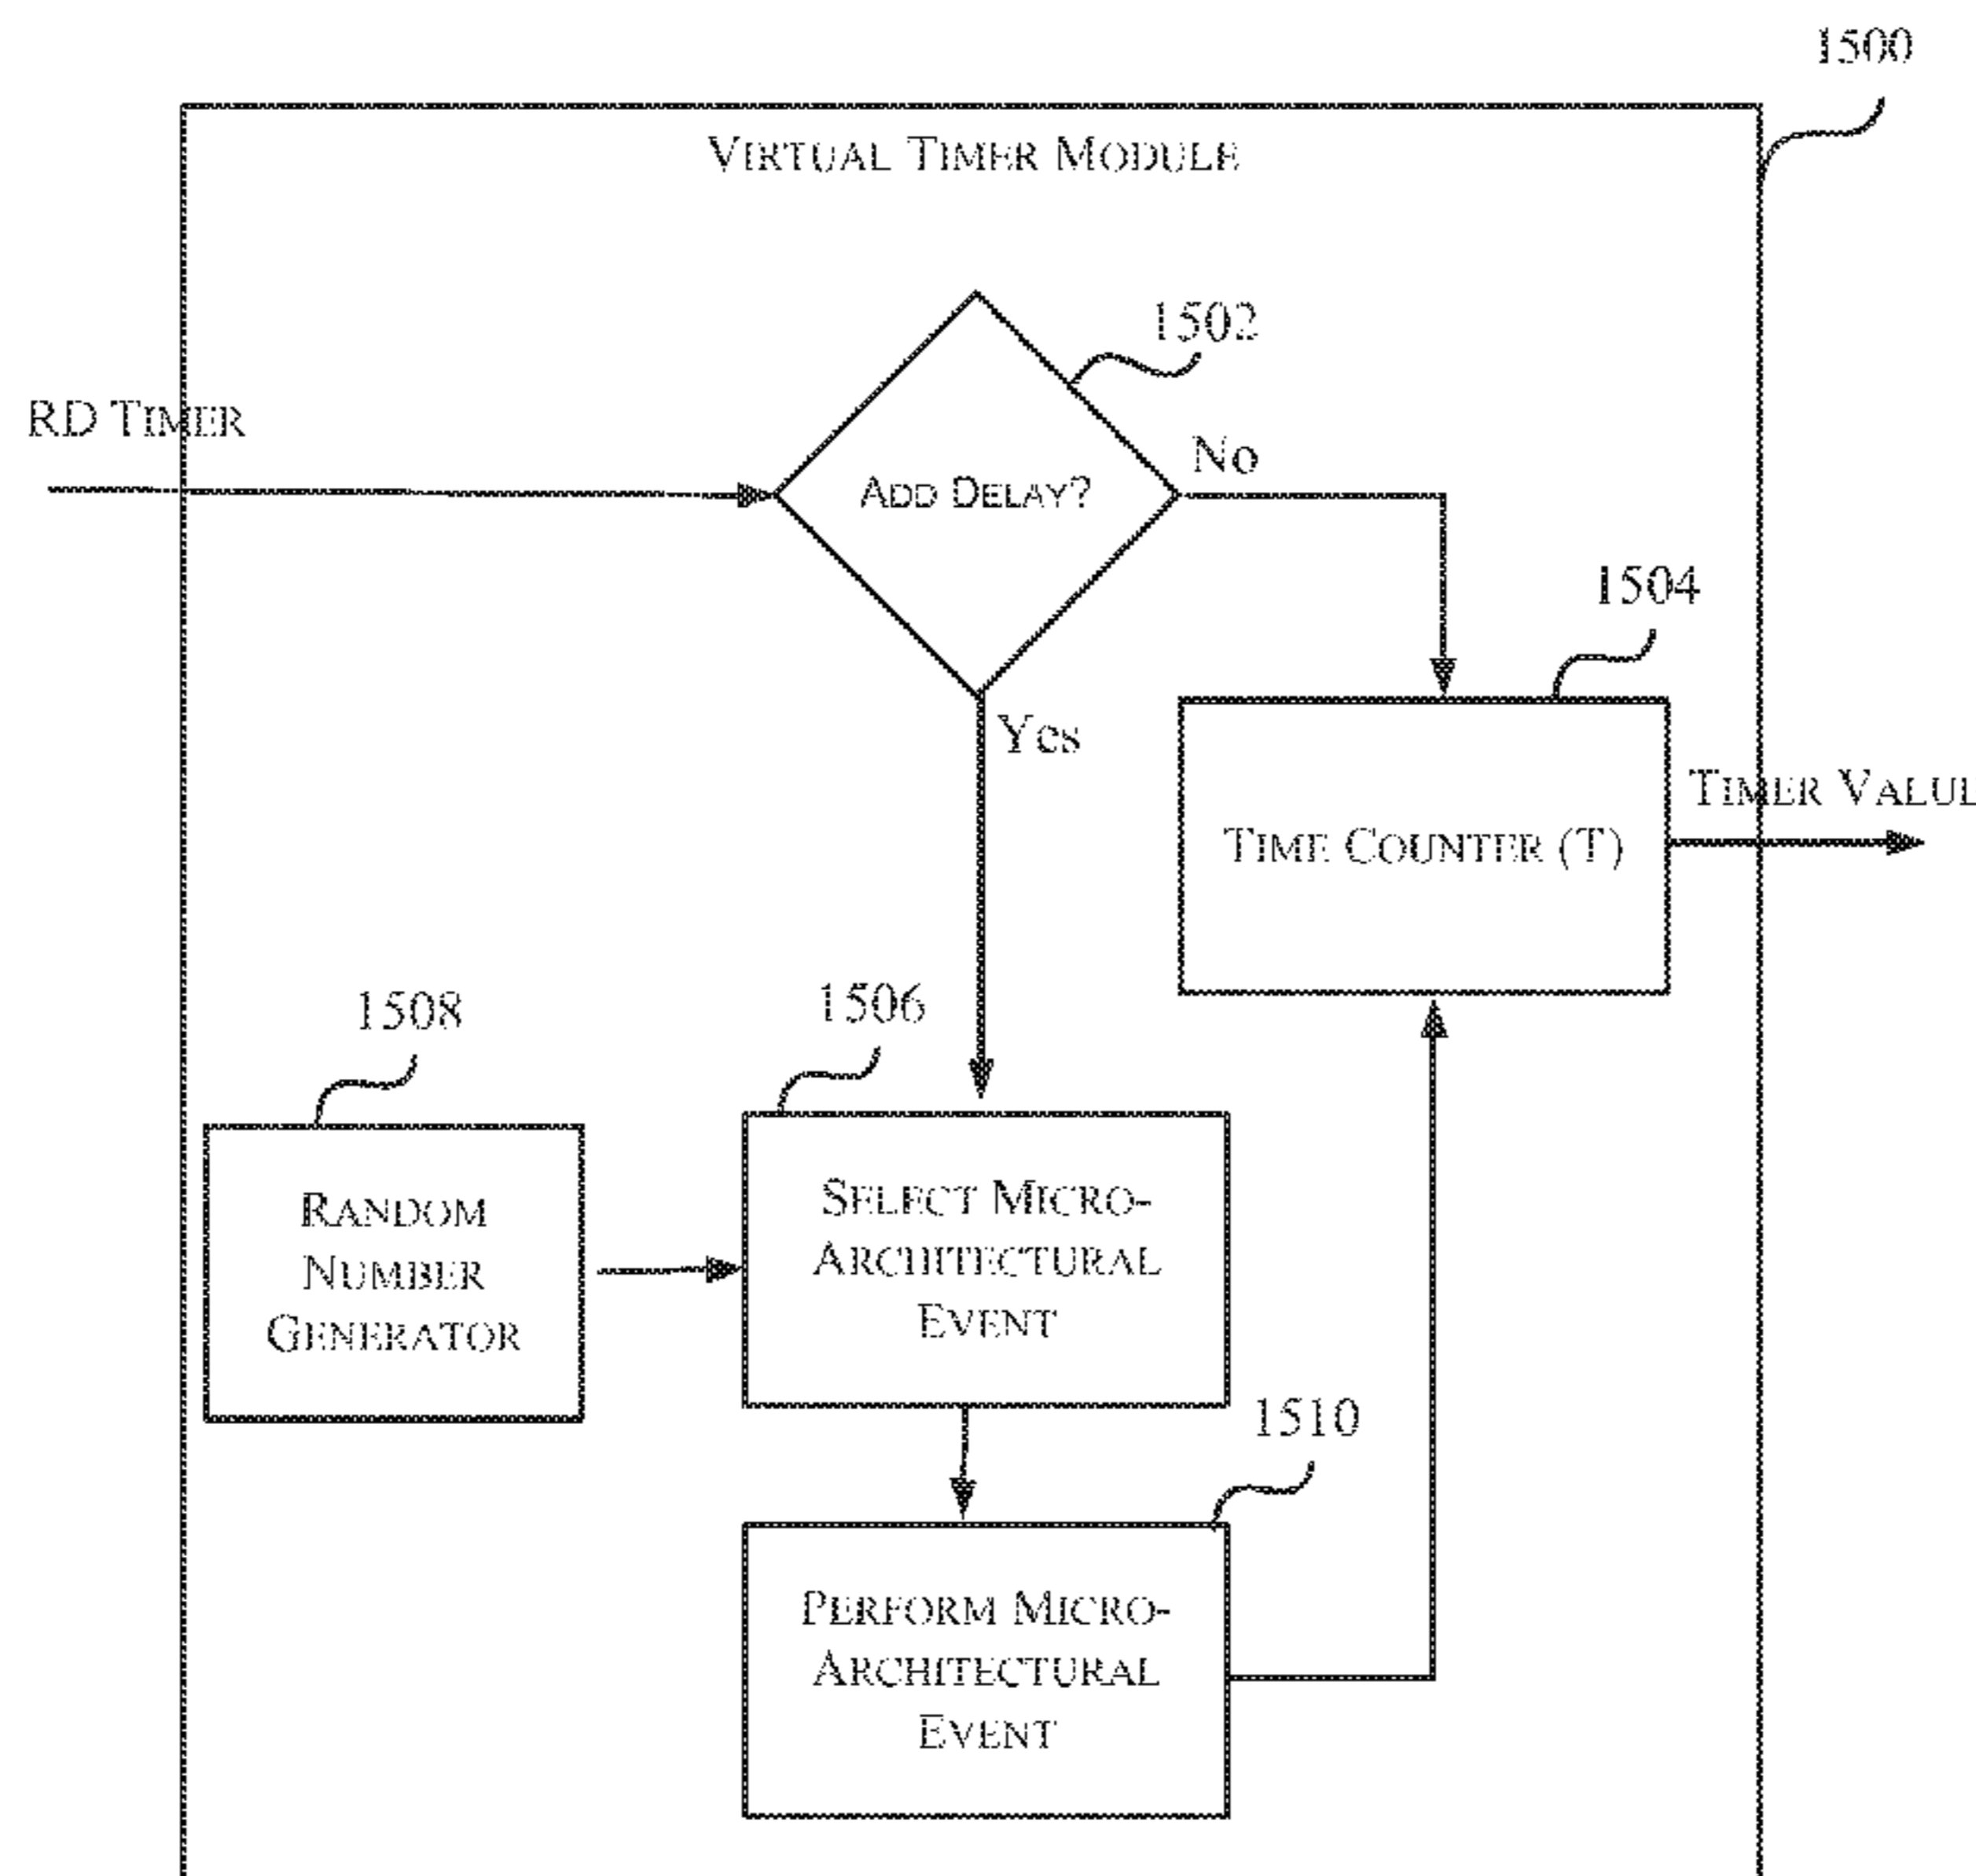 1500
VIRTUAL TIMER MODULE
1502
RD TIMER
No
ADD DELAY?
1504
Yes
TIMER VALUE
TIME COUNTER (T)
1508
1506
RANDOM
NUMBER
GENERATOR
SELECT MICRO-
ARCHITECTURAL
EVENT
1510
PERFORM MICRO-
ARCHITECTURAL
EVENT